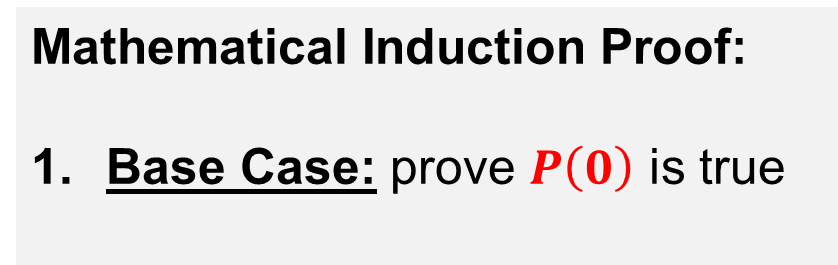 Mathematical Induction Proof:
1. Base Case: prove P(0) is true